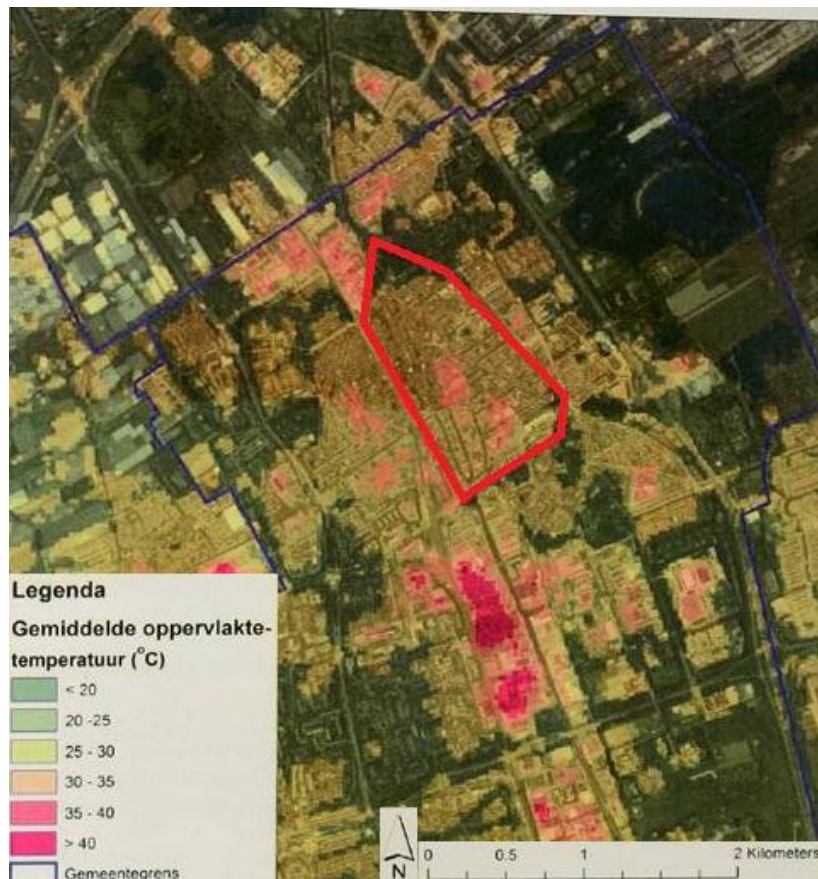 Legenda
Gemiddelde oppervlakte-
temperatuur (°C)
< 20
20 -25
25 - 30
30 - 35
35 - 40
> 40
Gemeentegrens
N
0 0.5 1 2 Kilometers